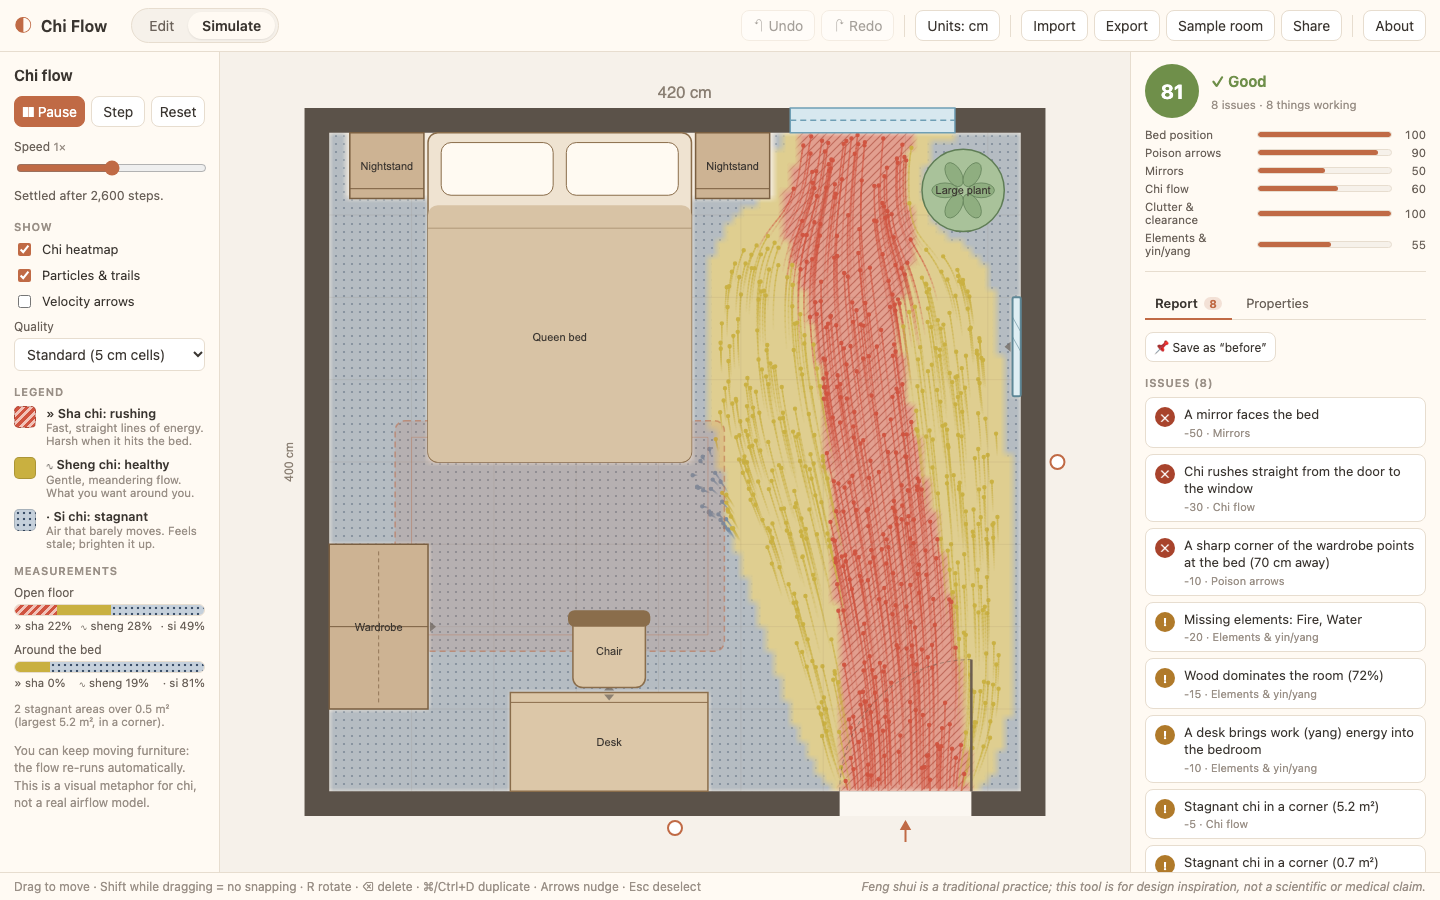 Chi Flow
Edit
Simulate
Undo
Redo
Units: cm
Import
Export
Sample room
Share
About
Chi flow
Pause
Step
Reset
Speed 1×
Settled after 2,600 steps.
SHOW
Chi heatmap
Particles & trails
Velocity arrows
Quality
Standard (5 cm cells)
LEGEND
» Sha chi: rushing
Fast, straight lines of energy.
Harsh when it hits the bed.
∿ Sheng chi: healthy
Gentle, meandering flow.
What you want around you.
· Si chi: stagnant
Air that barely moves. Feels
stale; brighten it up.
MEASUREMENTS
Open floor
» sha 22% ∿ sheng 28% · si 49%
Around the bed
» sha 0% ∿ sheng 19% · si 81%
2 stagnant areas over 0.5 m²
(largest 5.2 m², in a corner).
You can keep moving furniture:
the flow re-runs automatically.
This is a visual metaphor for chi,
not a real airflow model.
420 cm
400 cm
Nightstand
Nightstand
Large plant
Queen bed
Wardrobe
Chair
Desk
81
✓ Good
8 issues · 8 things working
Bed position 100
Poison arrows 90
Mirrors 50
Chi flow 60
Clutter &
clearance 100
Elements &
yin/yang 55
Report 8
Properties
Save as “before”
ISSUES (8)
A mirror faces the bed
-50 · Mirrors
Chi rushes straight from the door to
the window
-30 · Chi flow
A sharp corner of the wardrobe points
at the bed (70 cm away)
-10 · Poison arrows
Missing elements: Fire, Water
-20 · Elements & yin/yang
Wood dominates the room (72%)
-15 · Elements & yin/yang
A desk brings work (yang) energy into
the bedroom
-10 · Elements & yin/yang
Stagnant chi in a corner (5.2 m²)
-5 · Chi flow
Stagnant chi in a corner (0.7 m²)
Drag to move · Shift while dragging = no snapping · R rotate · ⌫ delete · ⌘/Ctrl+D duplicate · Arrows nudge · Esc deselect
Feng shui is a traditional practice; this tool is for design inspiration, not a scientific or medical claim.